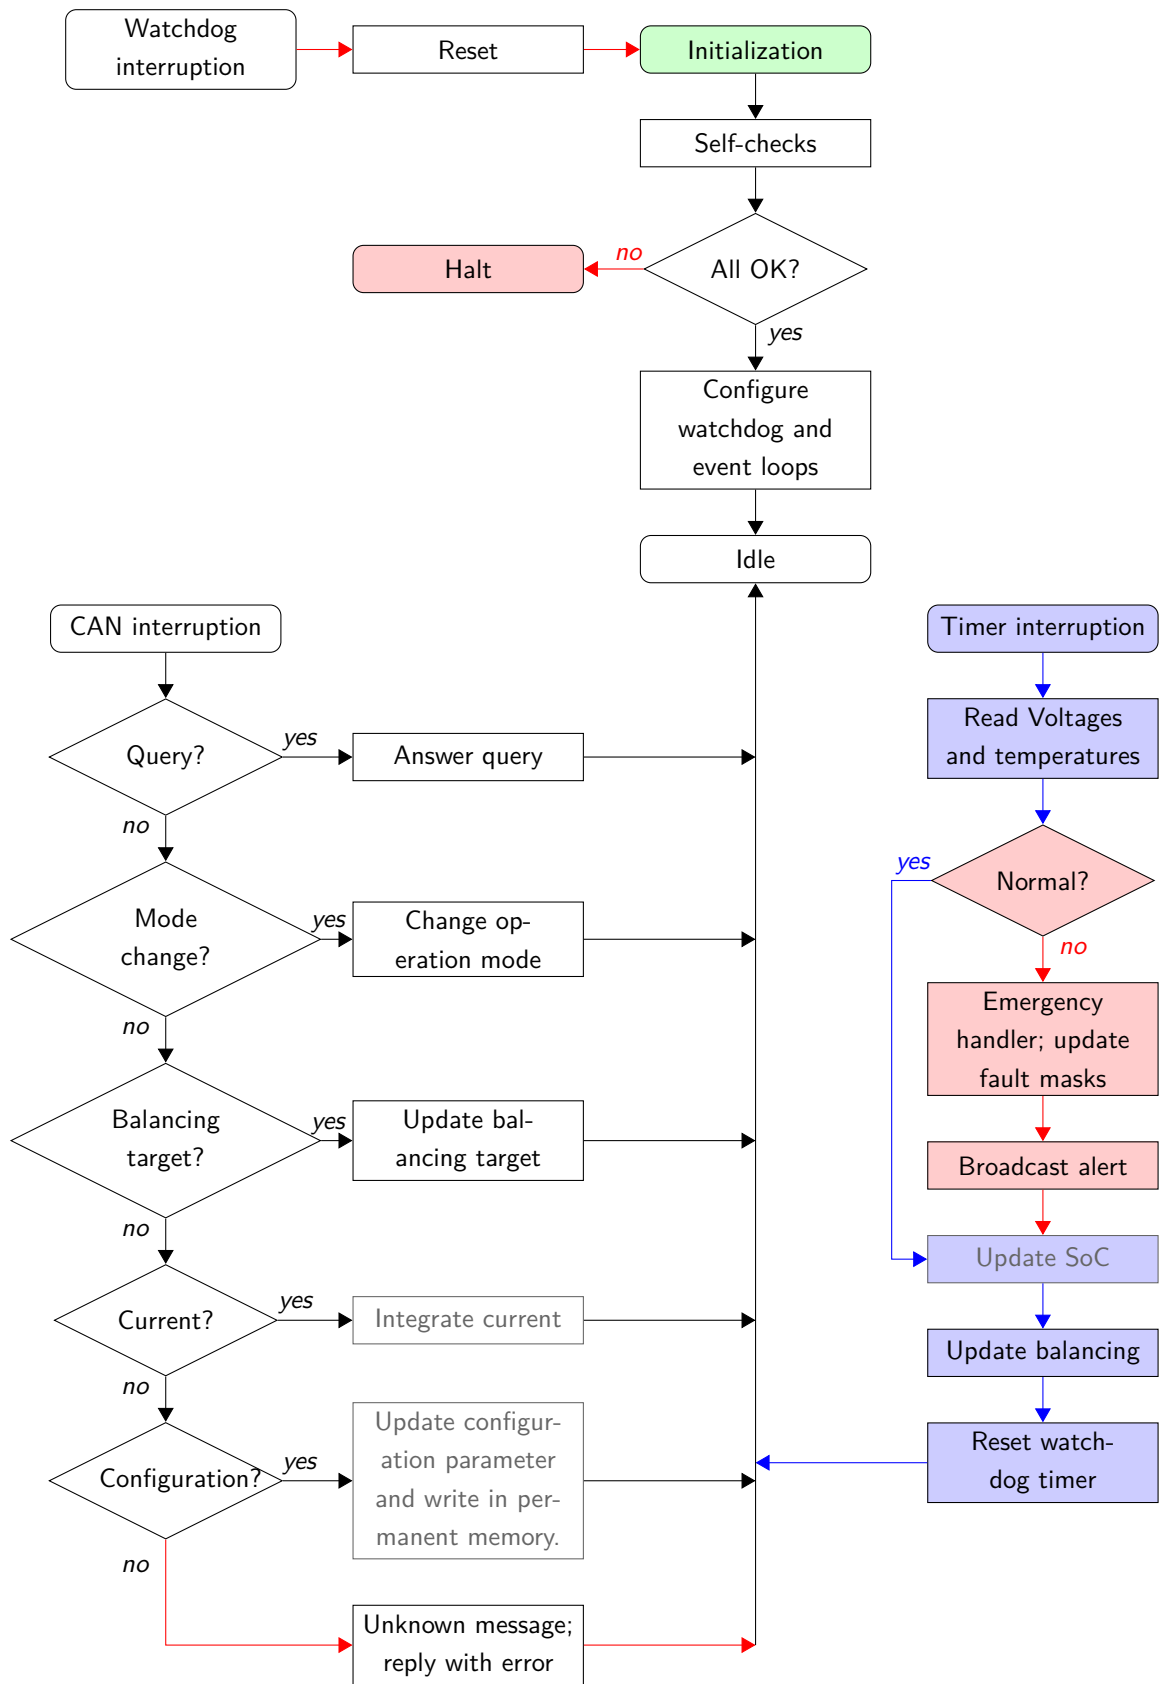 Watchdog
interruption
Reset
Initialization
Self-checks
All OK?
no
Halt
yes
Configure
watchdog and
event loops
Idle
CAN interruption
Query?
yes
Answer query
no
Mode
change?
yes
Change op-
eration mode
no
Balancing
target?
yes
Update bal-
ancing target
no
Current?
yes
Integrate current
no
Configuration?
yes
Update configur-
ation parameter
and write in per-
manent memory.
no
Unknown message;
reply with error
Timer interruption
Read Voltages
and temperatures
Normal?
yes
no
Emergency
handler; update
fault masks
Broadcast alert
Update SoC
Update balancing
Reset watch-
dog timer